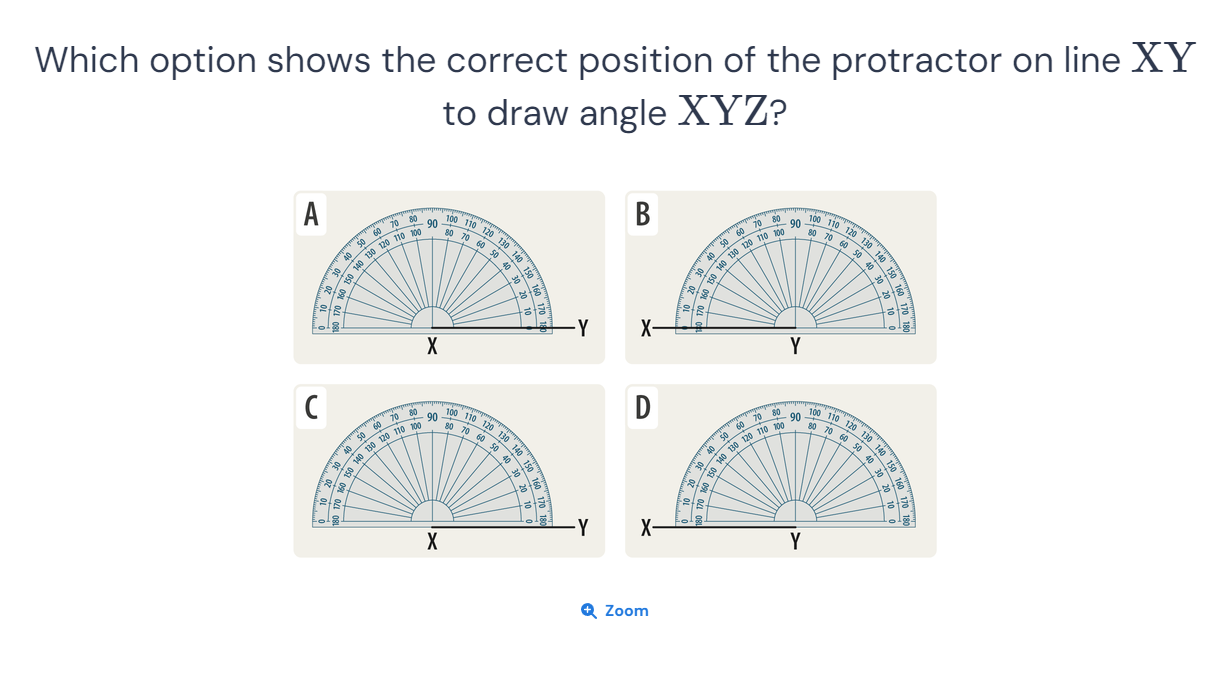 Which option shows the correct position of the protractor on line XY
to draw angle XYZ?
A
0 10 20 30 40 50 60 70 80 90 100 110 120 130 140 150 160 170 180
180 170 160 150 140 130 120 110 100 80 70 60 50 40 30 20 10 0
X
Y
B
0 10 20 30 40 50 60 70 80 90 100 110 120 130 140 150 160 170 180
180 170 160 150 140 130 120 110 100 80 70 60 50 40 30 20 10 0
X
Y
C
0 10 20 30 40 50 60 70 80 90 100 110 120 130 140 150 160 170 180
180 170 160 150 140 130 120 110 100 80 70 60 50 40 30 20 10 0
X
Y
D
0 10 20 30 40 50 60 70 80 90 100 110 120 130 140 150 160 170 180
180 170 160 150 140 130 120 110 100 80 70 60 50 40 30 20 10 0
X
Y
Zoom